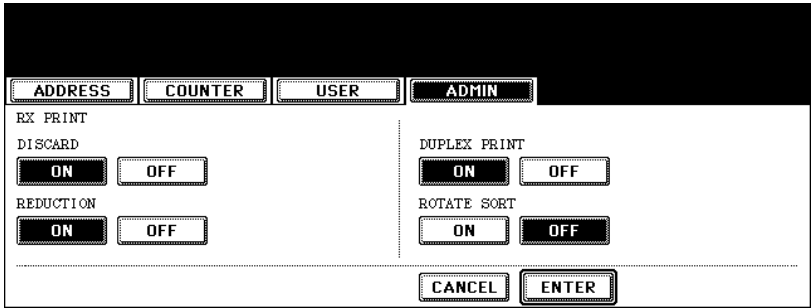 ADDRESS COUNTER USER ADMIN
RX PRINT
DISCARD
ON OFF
REDUCTION
ON OFF
DUPLEX PRINT
ON OFF
ROTATE SORT
ON OFF
CANCEL ENTER